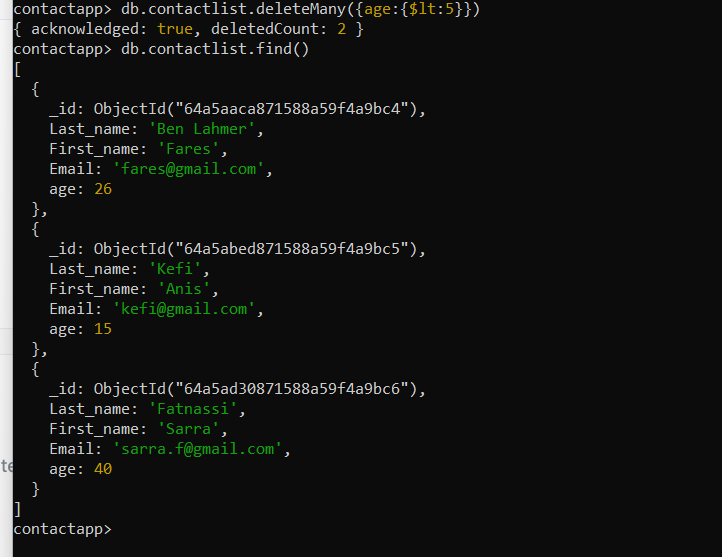 contactapp> db.contactlist.deleteMany({age:{$lt:5}})
{ acknowledged: true, deletedCount: 2 }
contactapp> db.contactlist.find()
[
  {
    _id: ObjectId("64a5aaca871588a59f4a9bc4"),
    Last_name: 'Ben Lahmer',
    First_name: 'Fares',
    Email: 'fares@gmail.com',
    age: 26
  },
  {
    _id: ObjectId("64a5abed871588a59f4a9bc5"),
    Last_name: 'Kefi',
    First_name: 'Anis',
    Email: 'kefi@gmail.com',
    age: 15
  },
  {
    _id: ObjectId("64a5ad30871588a59f4a9bc6"),
    Last_name: 'Fatnassi',
    First_name: 'Sarra',
    Email: 'sarra.f@gmail.com',
te
    age: 40
  }
]
contactapp>